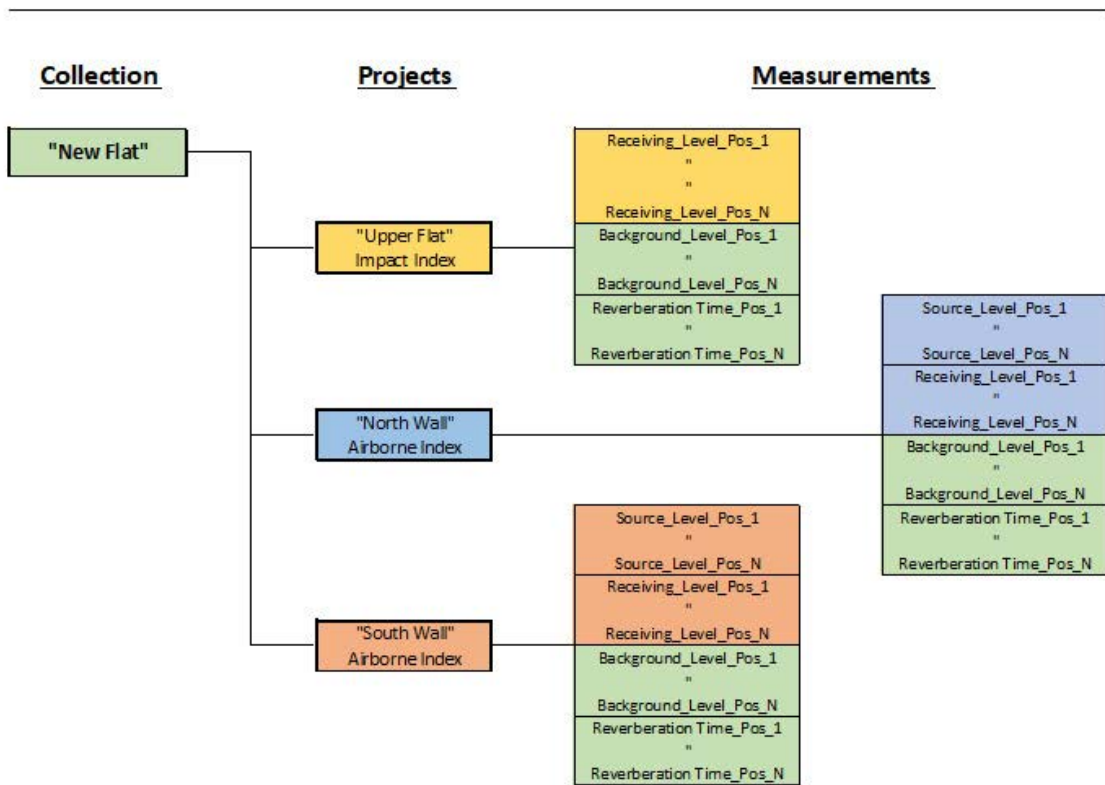 Collection
Projects
Measurements
"New Flat"
"Upper Flat"
Impact Index
Receiving_Level_Pos_1
"
"
Receiving_Level_Pos_N
Background_Level_Pos_1
"
Background_Level_Pos_N
Reverberation Time_Pos_1
"
Reverberation Time_Pos_N
"North Wall"
Airborne Index
Source_Level_Pos_1
"
Source_Level_Pos_N
Receiving_Level_Pos_1
"
Receiving_Level_Pos_N
Background_Level_Pos_1
"
Background_Level_Pos_N
Reverberation Time_Pos_1
"
Reverberation Time_Pos_N
"South Wall"
Airborne Index
Source_Level_Pos_1
"
Source_Level_Pos_N
Receiving_Level_Pos_1
"
Receiving_Level_Pos_N
Background_Level_Pos_1
"
Background_Level_Pos_N
Reverberation Time_Pos_1
"
Reverberation Time_Pos_N